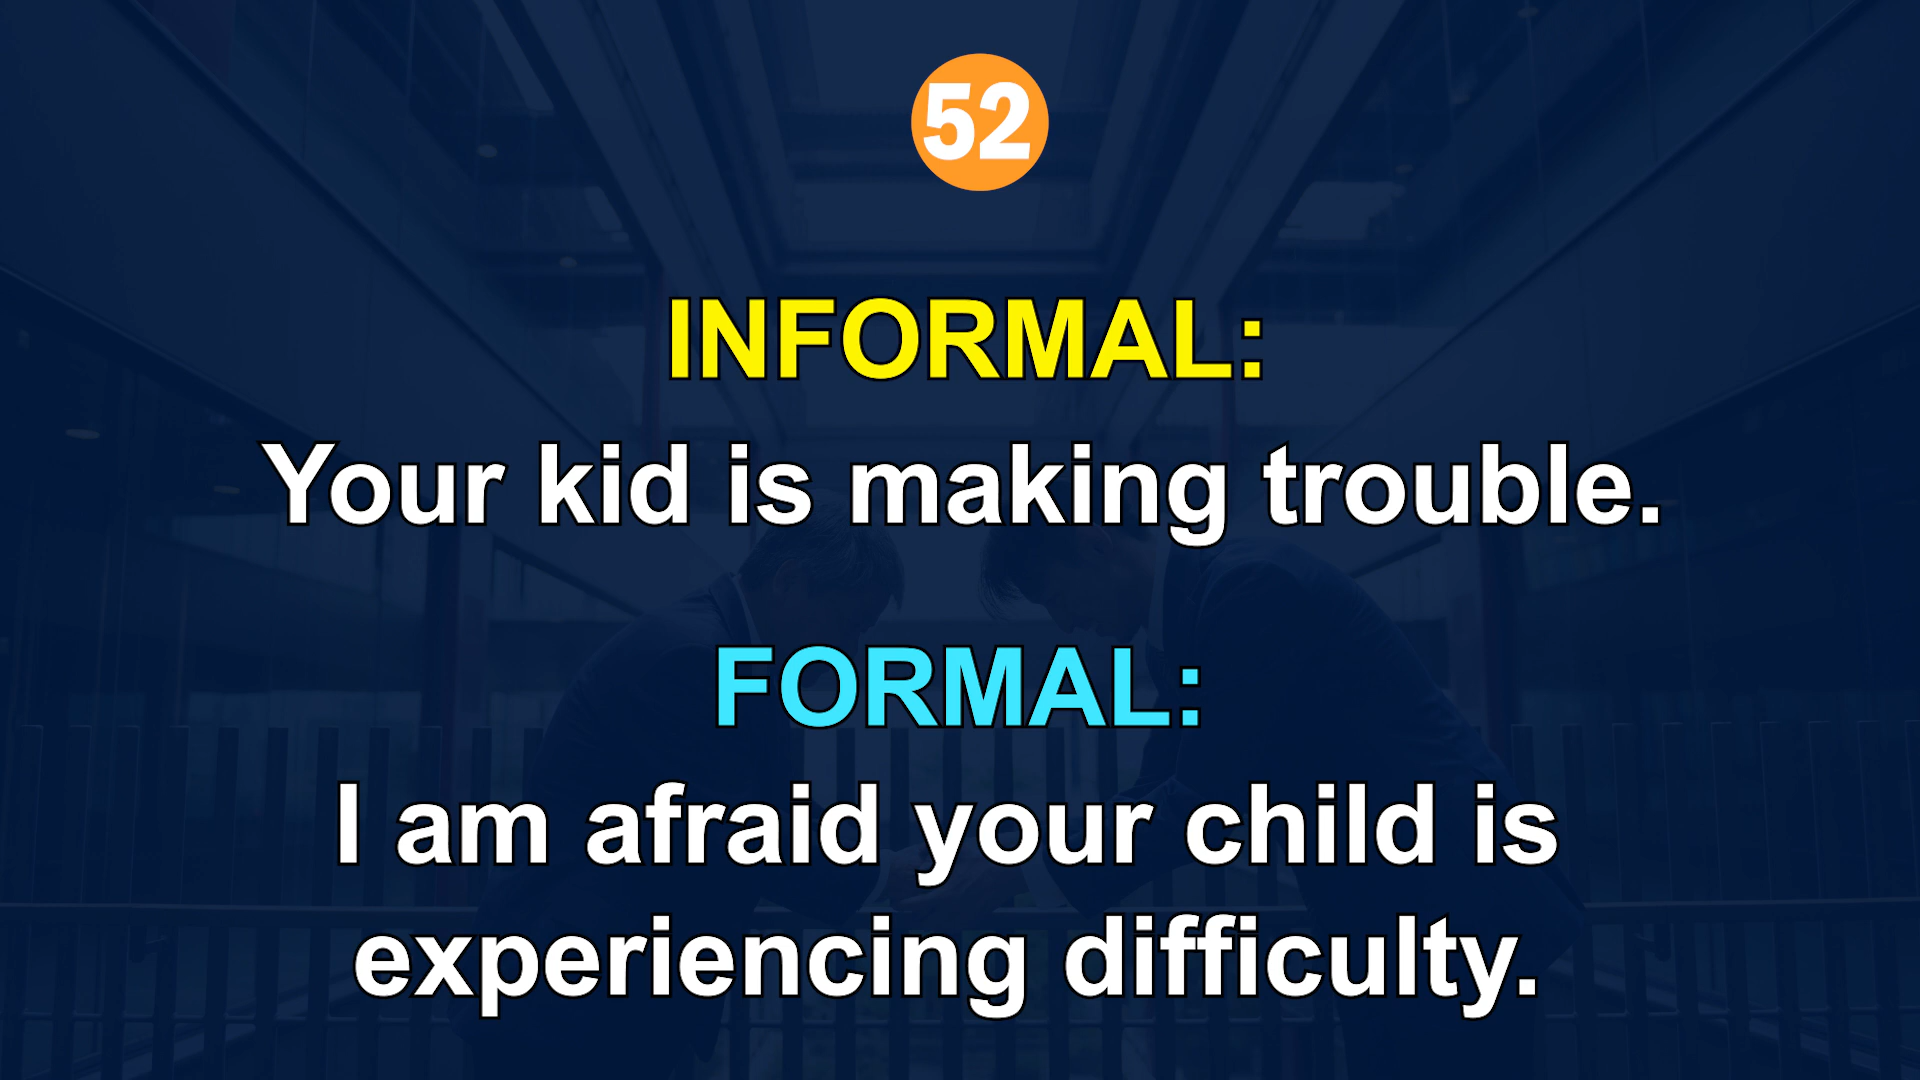 52
INFORMAL:
Your kid is making trouble.
FORMAL:
I am afraid your child is
experiencing difficulty.